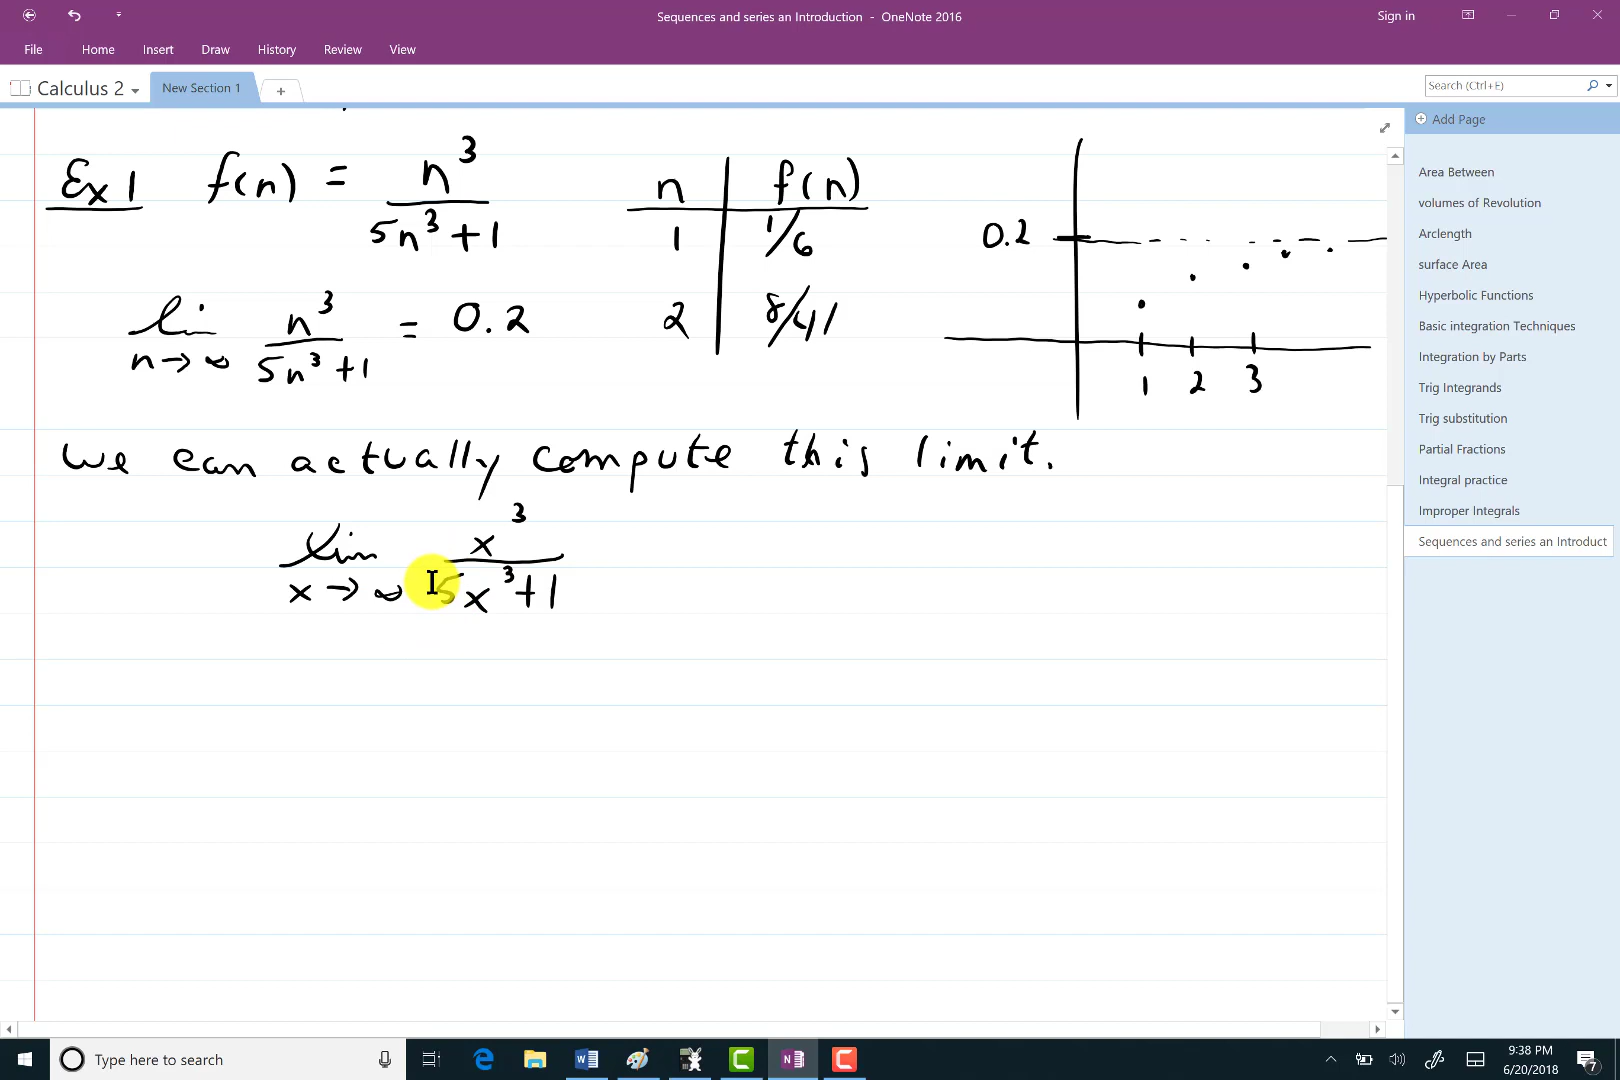 Sequences and series an Introduction - OneNote 2016
Sign in
File Home Insert Draw History Review View
Calculus 2
New Section 1
+
Search (Ctrl+E)
Add Page
Area Between
volumes of Revolution
Arclength
surface Area
Hyperbolic Functions
Basic integration Techniques
Integration by Parts
Trig Integrands
Trig substitution
Partial Fractions
Integral practice
Improper Integrals
Sequences and series an Introduct
Ex 1 f(n) = n³/(5n³+1)
n f(n)
1 1/6
2 8/41
0.2
1 2 3
lim n→∞ n³/(5n³+1) = 0.2
we can actually compute this limit.
lim x→∞ x³/(5x³+1)
Type here to search
9:38 PM
6/20/2018
7